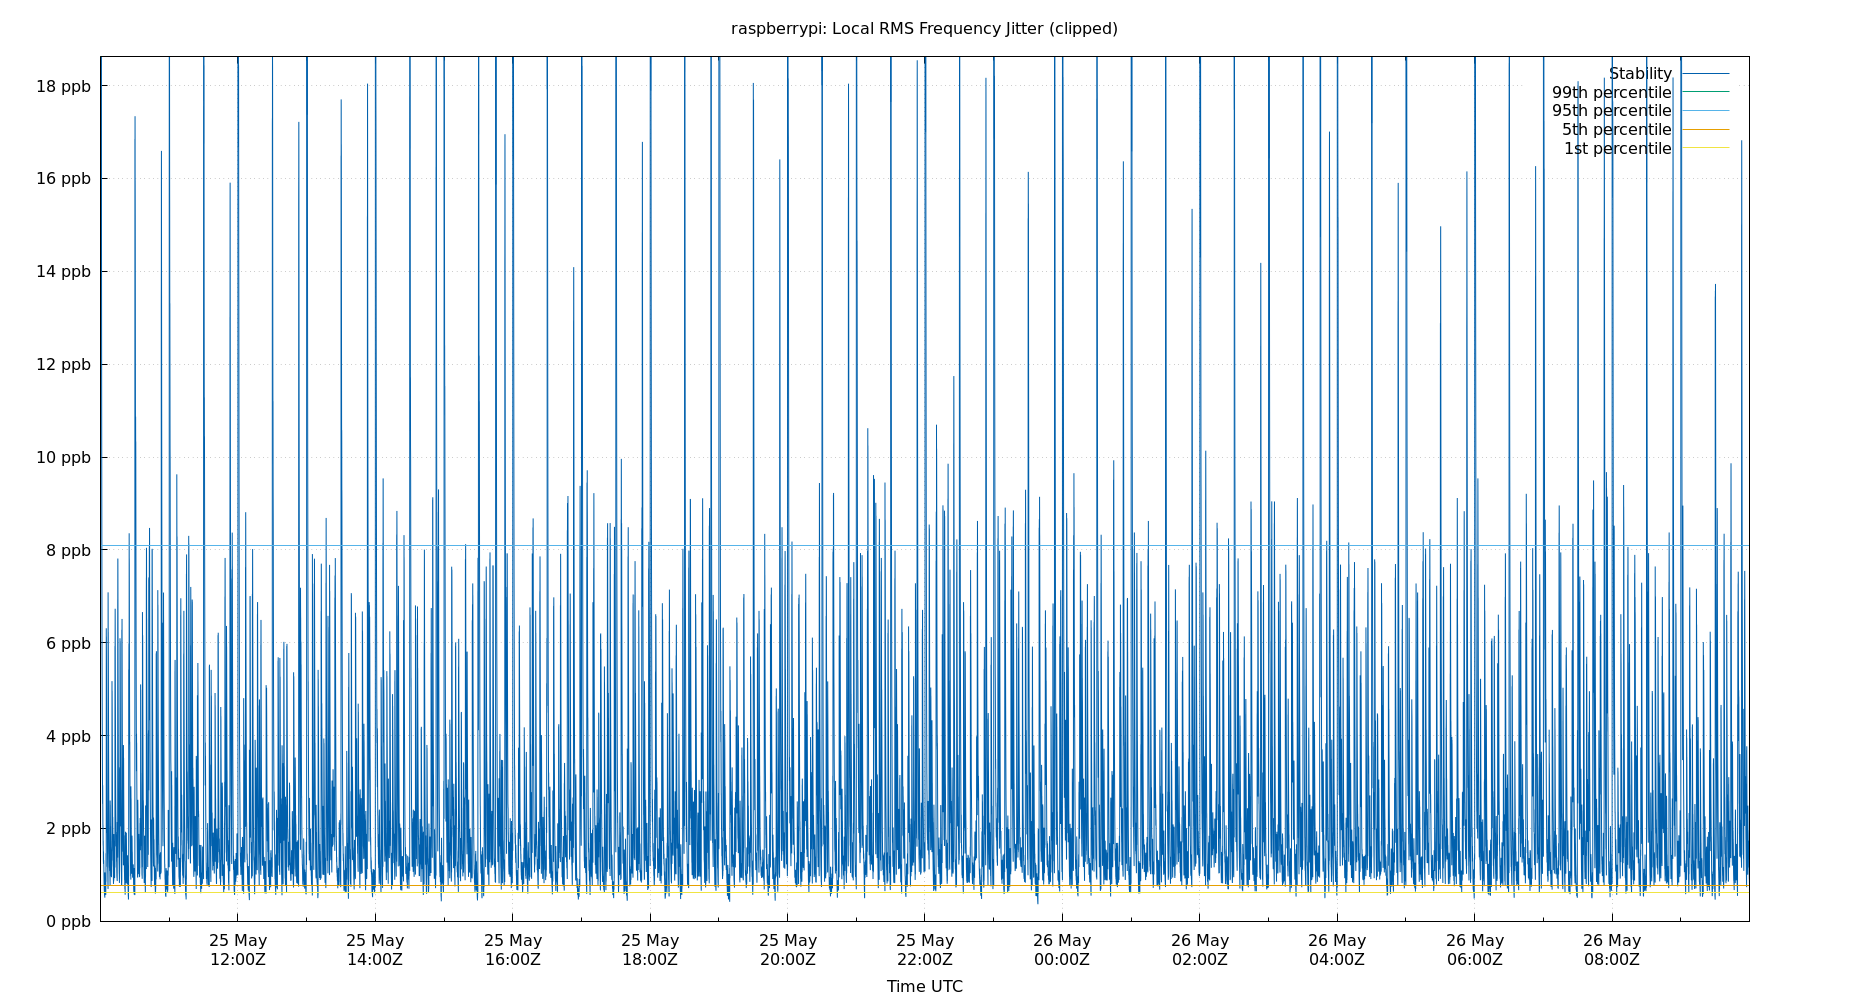 raspberrypi: Local RMS Frequency Jitter (clipped)
Stability
99th percentile
95th percentile
5th percentile
1st percentile
18 ppb
16 ppb
14 ppb
12 ppb
10 ppb
8 ppb
6 ppb
4 ppb
2 ppb
0 ppb
25 May 25 May 25 May 25 May 25 May 25 May 26 May 26 May 26 May 26 May 26 May
12:00Z 14:00Z 16:00Z 18:00Z 20:00Z 22:00Z 00:00Z 02:00Z 04:00Z 06:00Z 08:00Z
Time UTC